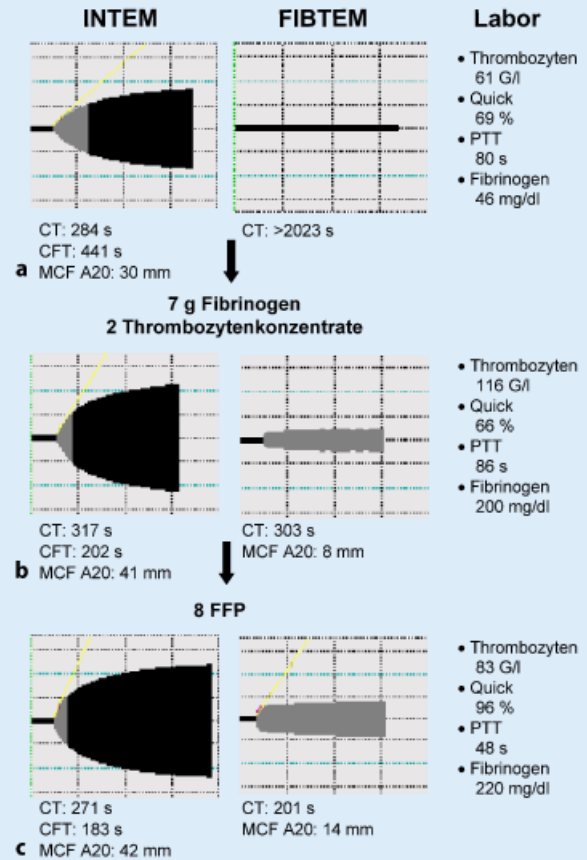 INTEM
FIBTEM
Labor
• Thrombozyten
61 G/l
• Quick
69 %
• PTT
80 s
• Fibrinogen
46 mg/dl
CT: 284 s
CFT: 441 s
a MCF A20: 30 mm
CT: >2023 s
7 g Fibrinogen
2 Thrombozytenkonzentrate
• Thrombozyten
116 G/l
• Quick
66 %
• PTT
86 s
• Fibrinogen
200 mg/dl
CT: 317 s
CFT: 202 s
b MCF A20: 41 mm
CT: 303 s
MCF A20: 8 mm
8 FFP
• Thrombozyten
83 G/l
• Quick
96 %
• PTT
48 s
• Fibrinogen
220 mg/dl
CT: 271 s
CFT: 183 s
c MCF A20: 42 mm
CT: 201 s
MCF A20: 14 mm